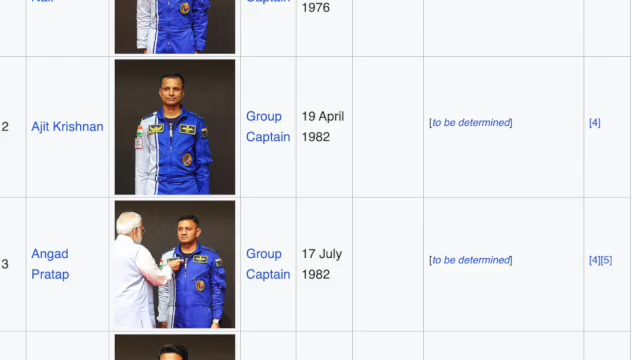 1976
2
Ajit Krishnan
Group
Captain
19 April
1982
[to be determined]
[4]
3
Angad
Pratap
Group
Captain
17 July
1982
[to be determined]
[4][5]